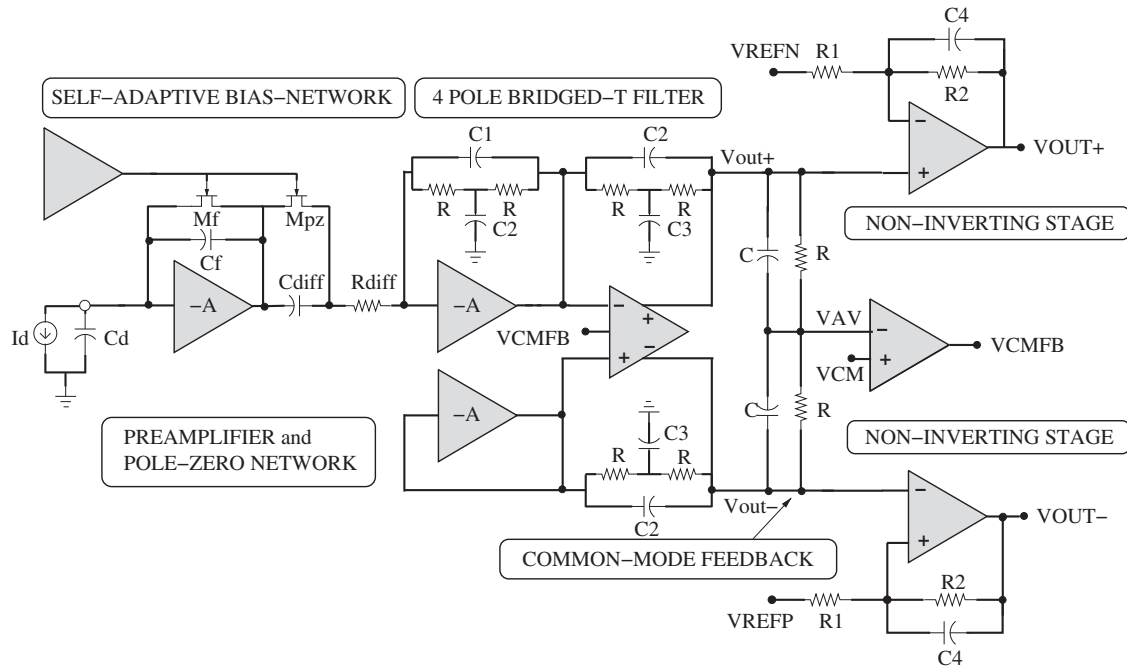 C4
VREFN
R1
R2
SELF−ADAPTIVE BIAS−NETWORK
4 POLE BRIDGED−T FILTER
C1
C2
Vout+
VOUT+
−
+
R
R
R
R
Mf
Mpz
C2
C3
NON−INVERTING STAGE
Cf
C
R
Cdiff
Rdiff
−A
−A
−
+
VAV
−
Id
Cd
VCMFB
VCMFB
+
−
VCM
+
−A
C
R
C3
NON−INVERTING STAGE
PREAMPLIFIER and
POLE−ZERO NETWORK
R
R
−
C2
Vout−
VOUT−
+
COMMON−MODE FEEDBACK
R2
VREFP
R1
C4